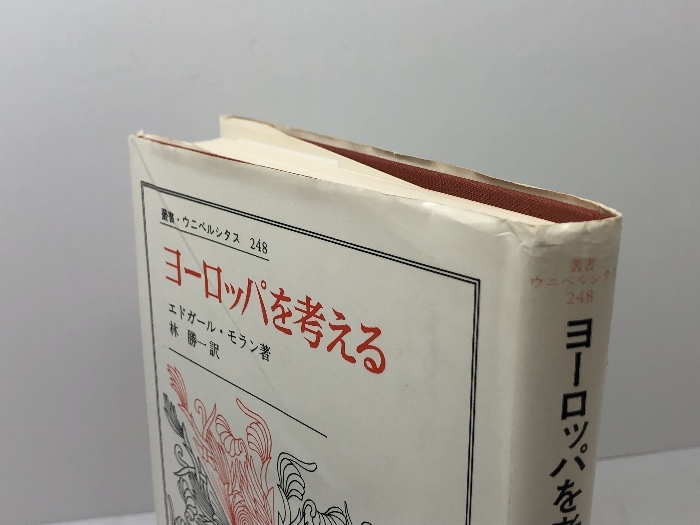 叢書・ウニベルシタス 248
ヨーロッパを考える
エドガール・モラン著
林 勝一訳
叢書
ウニベルシタス
248
ヨーロッパを考